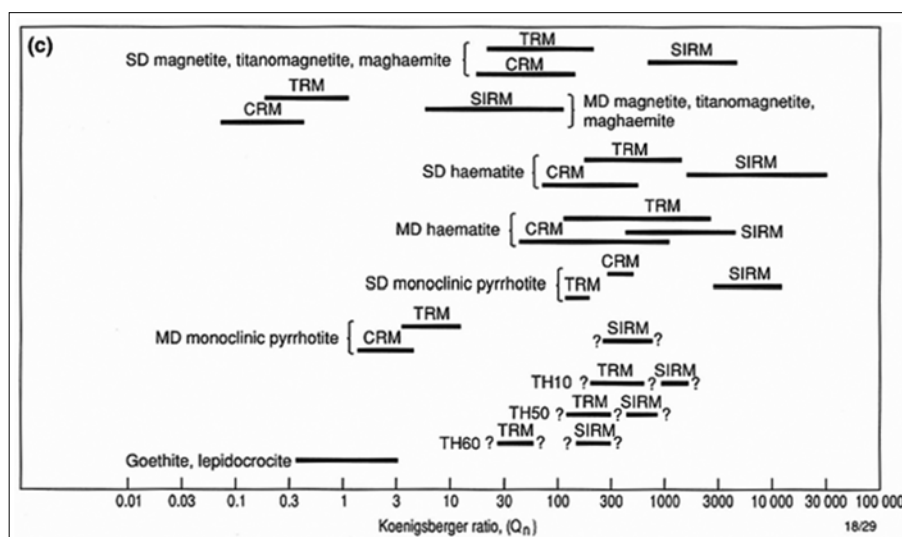 (c)
TRM
SD magnetite, titanomagnetite, maghaemite { CRM SIRM
TRM
CRM
SIRM } MD magnetite, titanomagnetite,
maghaemite
TRM
SD haematite { CRM SIRM
TRM
MD haematite { CRM SIRM
CRM
SD monoclinic pyrrhotite { TRM SIRM
TRM
MD monoclinic pyrrhotite { CRM ? SIRM ?
TH10 ? TRM ? SIRM ?
TH50 ? TRM ? SIRM ?
TH60 ? TRM ? ? SIRM ?
Goethite, lepidocrocite
0.01 0.03 0.1 0.3 1 3 10 30 100 300 1000 3000 10 000 30 000 100 000
Koenigsberger ratio, (Qn)
18/29